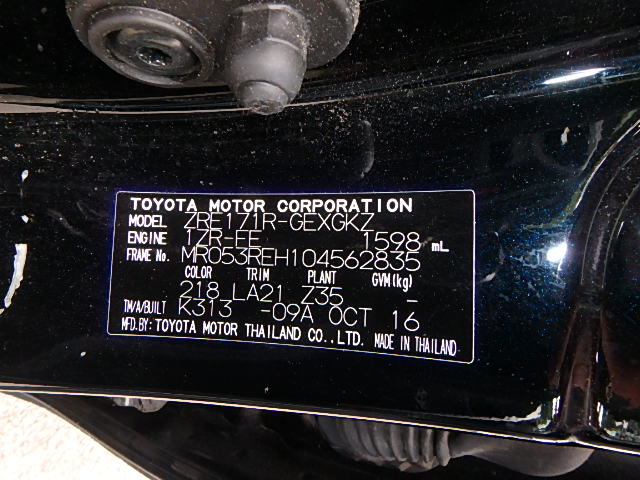 TOYOTA MOTOR CORPORATION
MODEL ZRE171R-GEXGKZ
ENGINE 1ZR-FE 1598 mL
FRAME No. MR053REH104562835
COLOR TRIM PLANT GVM(kg)
218 LA21 Z35 -
TM/A/BUILT K313 -09A OCT 16
MFD.BY: TOYOTA MOTOR THAILAND CO.,LTD. MADE IN THAILAND